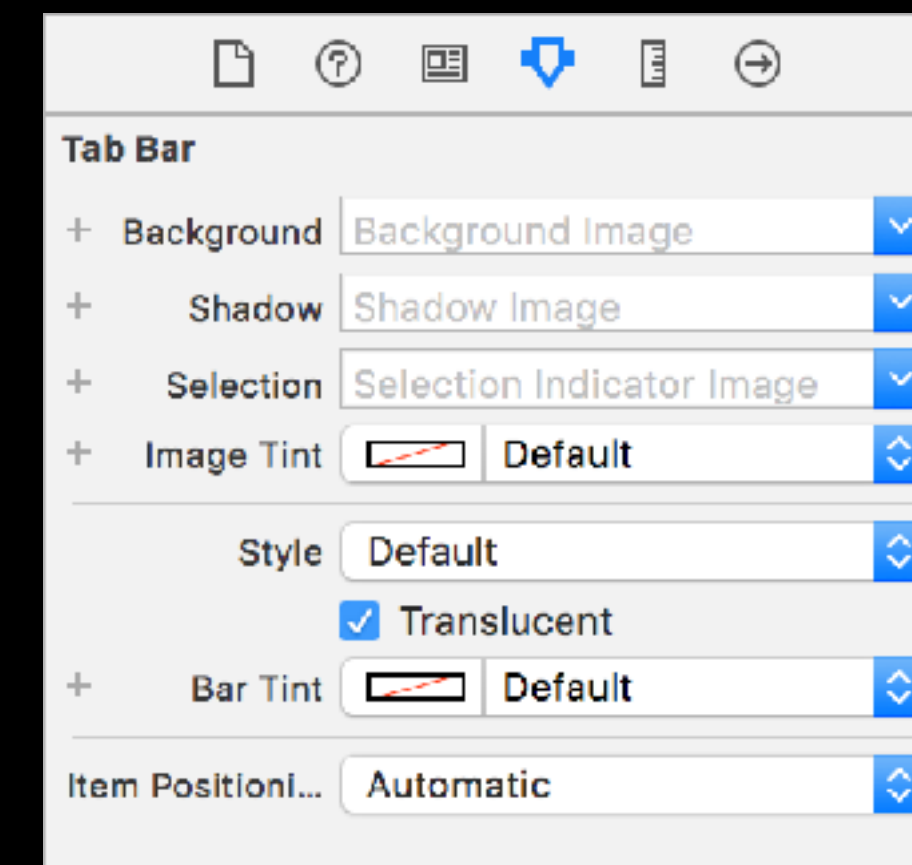 Tab Bar
+ Background Background Image
+ Shadow Shadow Image
+ Selection Selection Indicator Image
+ Image Tint Default
Style Default
Translucent
+ Bar Tint Default
Item Positioni... Automatic